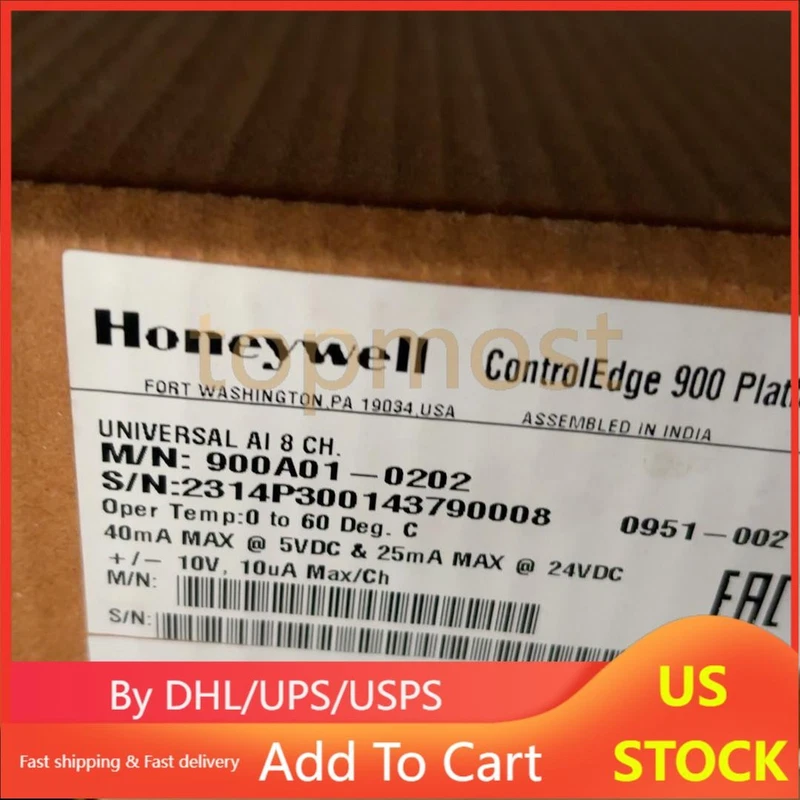 Honeywell ControlEdge 900 Plat
topmost
FORT WASHINGTON, PA 19034, USA ASSEMBLED IN INDIA
UNIVERSAL AI 8 CH.
M/N: 900A01-0202
S/N:2314P300143790008 0951-002
Oper Temp:0 to 60 Deg. C
40mA MAX @ 5VDC & 25mA MAX @ 24VDC
+/- 10V, 10uA Max/Ch
M/N:
EAC
S/N:
By DHL/UPS/USPS
US
STOCK
Fast shipping & Fast delivery
Add To Cart